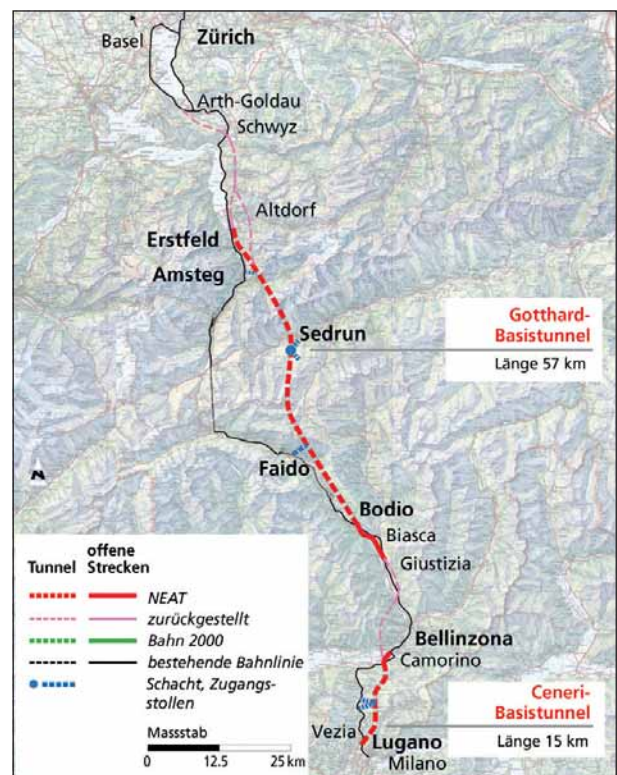 Basel
Zürich
Arth-Goldau
Schwyz
Altdorf
Erstfeld
Amsteg
Gotthard-
Basistunnel
Sedrun
Länge 57 km
Faido
N
Bodio
Biasca
Giustizia
Tunnel
offene
Strecken
NEAT
zurückgestellt
Bahn 2000
bestehende Bahnlinie
Schacht, Zugangs-
stollen
Massstab
0 12.5 25 km
Bellinzona
Camorino
Ceneri-
Basistunnel
Vezia
Lugano
Länge 15 km
Milano